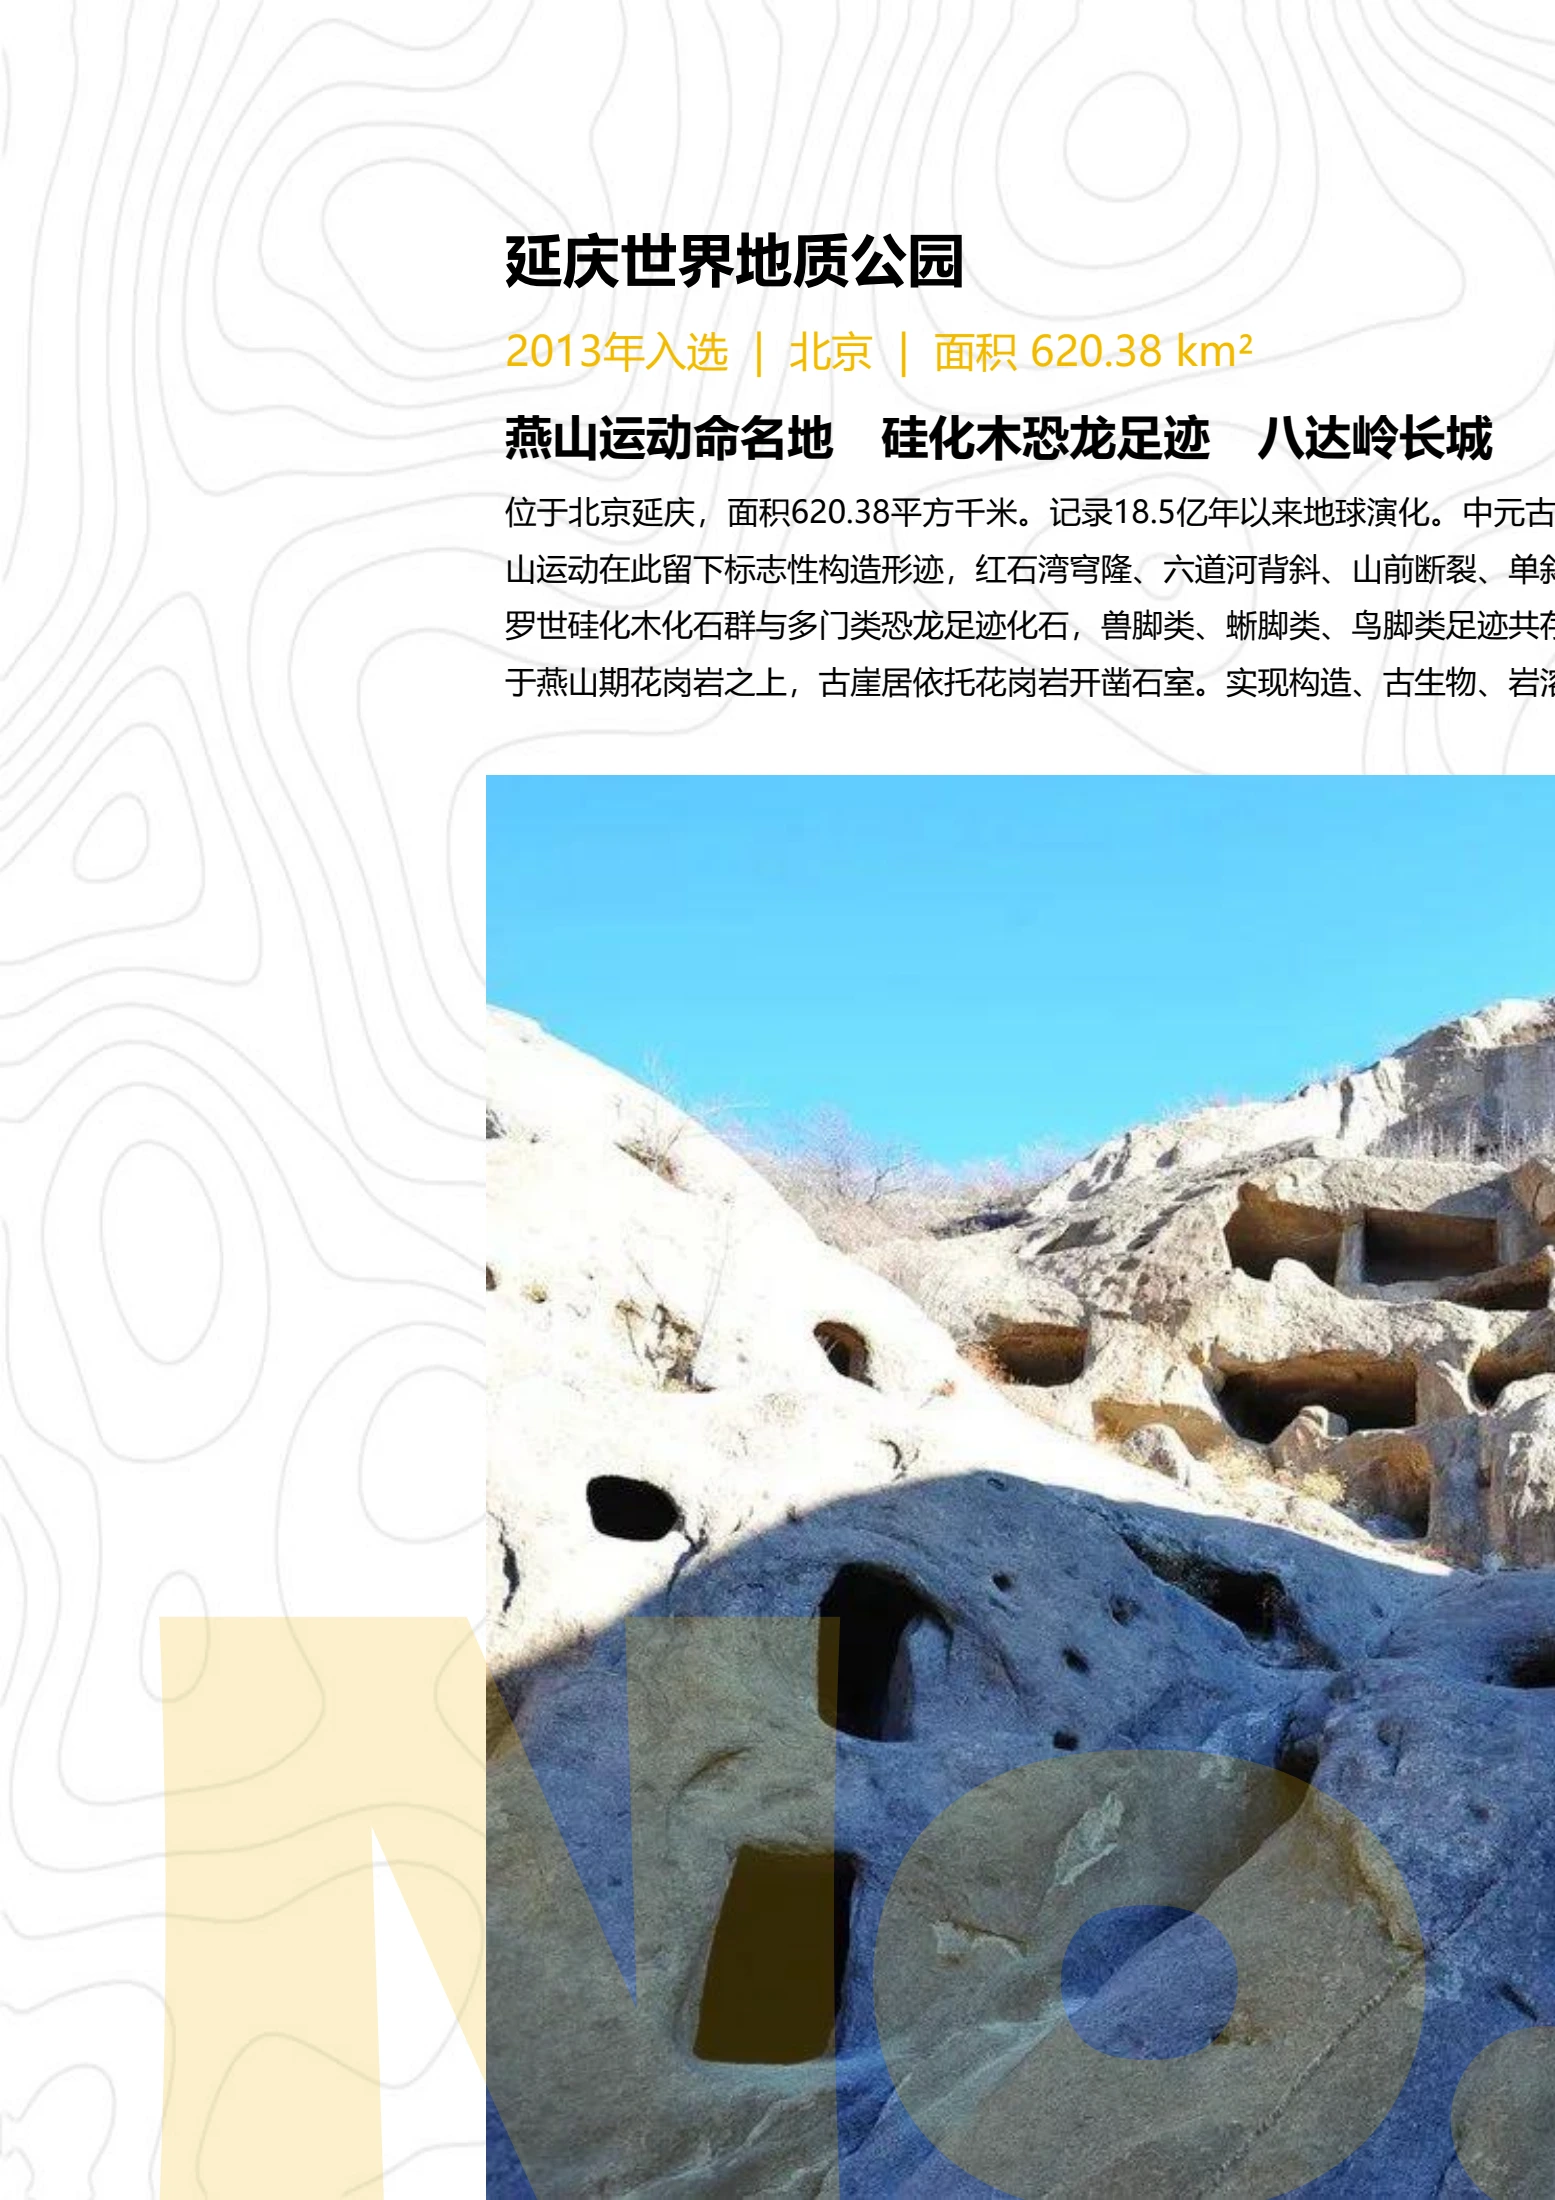 延庆世界地质公园
2013年入选 | 北京 | 面积 620.38 km²
燕山运动命名地 硅化木恐龙足迹 八达岭长城
位于北京延庆，面积620.38平方千米。记录18.5亿年以来地球演化。中元古
山运动在此留下标志性构造形迹，红石湾穹隆、六道河背斜、山前断裂、单斜
罗世硅化木化石群与多门类恐龙足迹化石，兽脚类、蜥脚类、鸟脚类足迹共存
于燕山期花岗岩之上，古崖居依托花岗岩开凿石室。实现构造、古生物、岩溶
No.